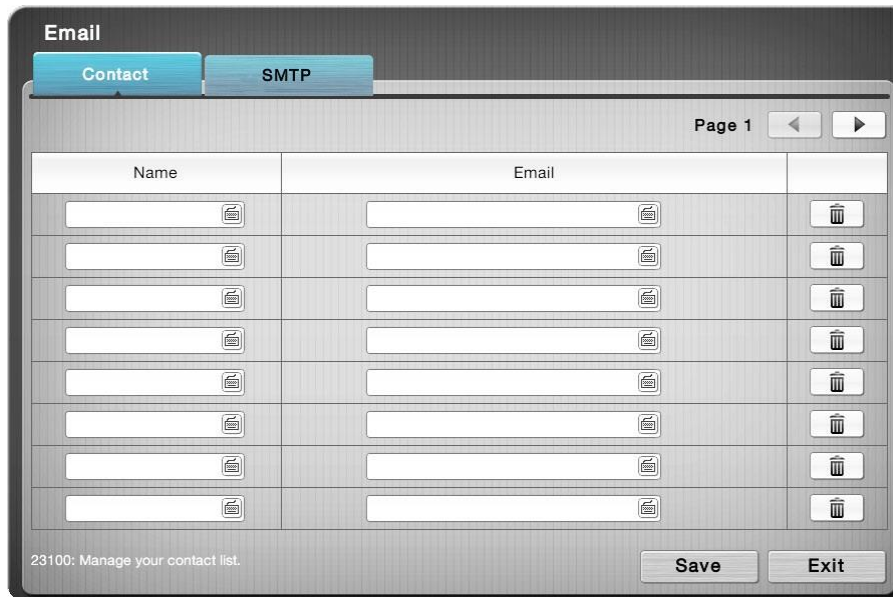 Email
Contact
SMTP
Page 1
Name
Email
23100: Manage your contact list.
Save
Exit